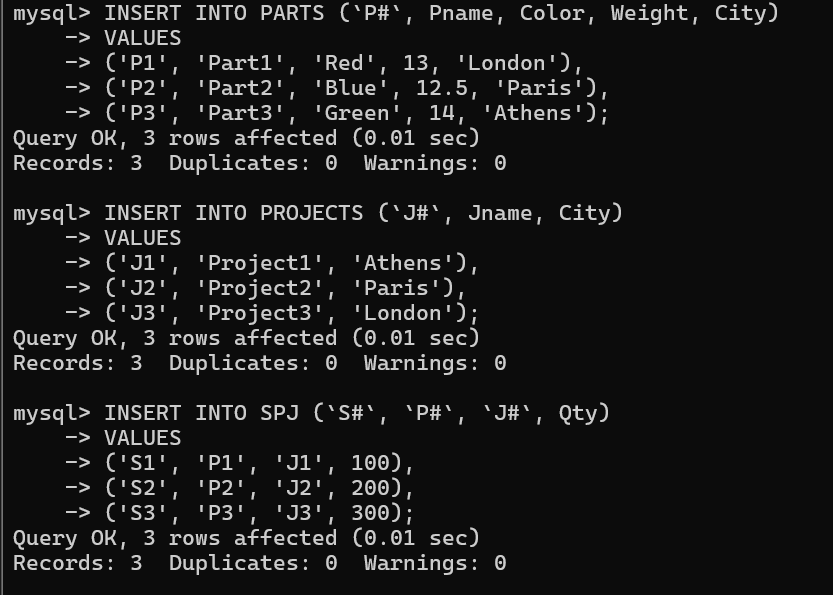 mysql> INSERT INTO PARTS (`P#`, Pname, Color, Weight, City)
    -> VALUES
    -> ('P1', 'Part1', 'Red', 13, 'London'),
    -> ('P2', 'Part2', 'Blue', 12.5, 'Paris'),
    -> ('P3', 'Part3', 'Green', 14, 'Athens');
Query OK, 3 rows affected (0.01 sec)
Records: 3  Duplicates: 0  Warnings: 0

mysql> INSERT INTO PROJECTS (`J#`, Jname, City)
    -> VALUES
    -> ('J1', 'Project1', 'Athens'),
    -> ('J2', 'Project2', 'Paris'),
    -> ('J3', 'Project3', 'London');
Query OK, 3 rows affected (0.01 sec)
Records: 3  Duplicates: 0  Warnings: 0

mysql> INSERT INTO SPJ (`S#`, `P#`, `J#`, Qty)
    -> VALUES
    -> ('S1', 'P1', 'J1', 100),
    -> ('S2', 'P2', 'J2', 200),
    -> ('S3', 'P3', 'J3', 300);
Query OK, 3 rows affected (0.01 sec)
Records: 3  Duplicates: 0  Warnings: 0